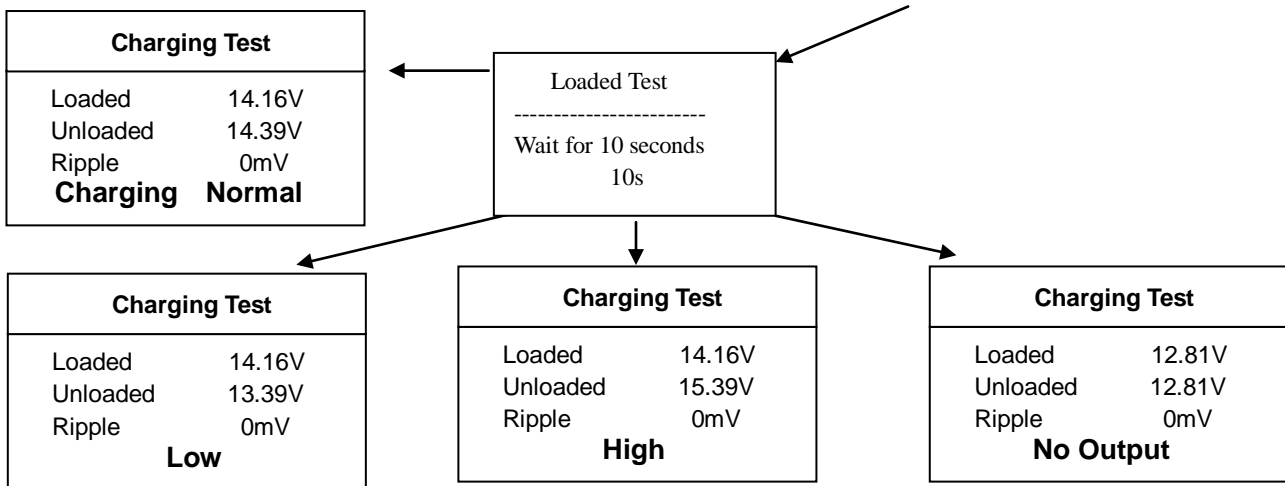 Charging Test
Loaded 14.16V
Unloaded 14.39V
Ripple 0mV
Charging Normal
Loaded Test
------------------------
Wait for 10 seconds
10s
Charging Test
Loaded 14.16V
Unloaded 13.39V
Ripple 0mV
Low
Charging Test
Loaded 14.16V
Unloaded 15.39V
Ripple 0mV
High
Charging Test
Loaded 12.81V
Unloaded 12.81V
Ripple 0mV
No Output